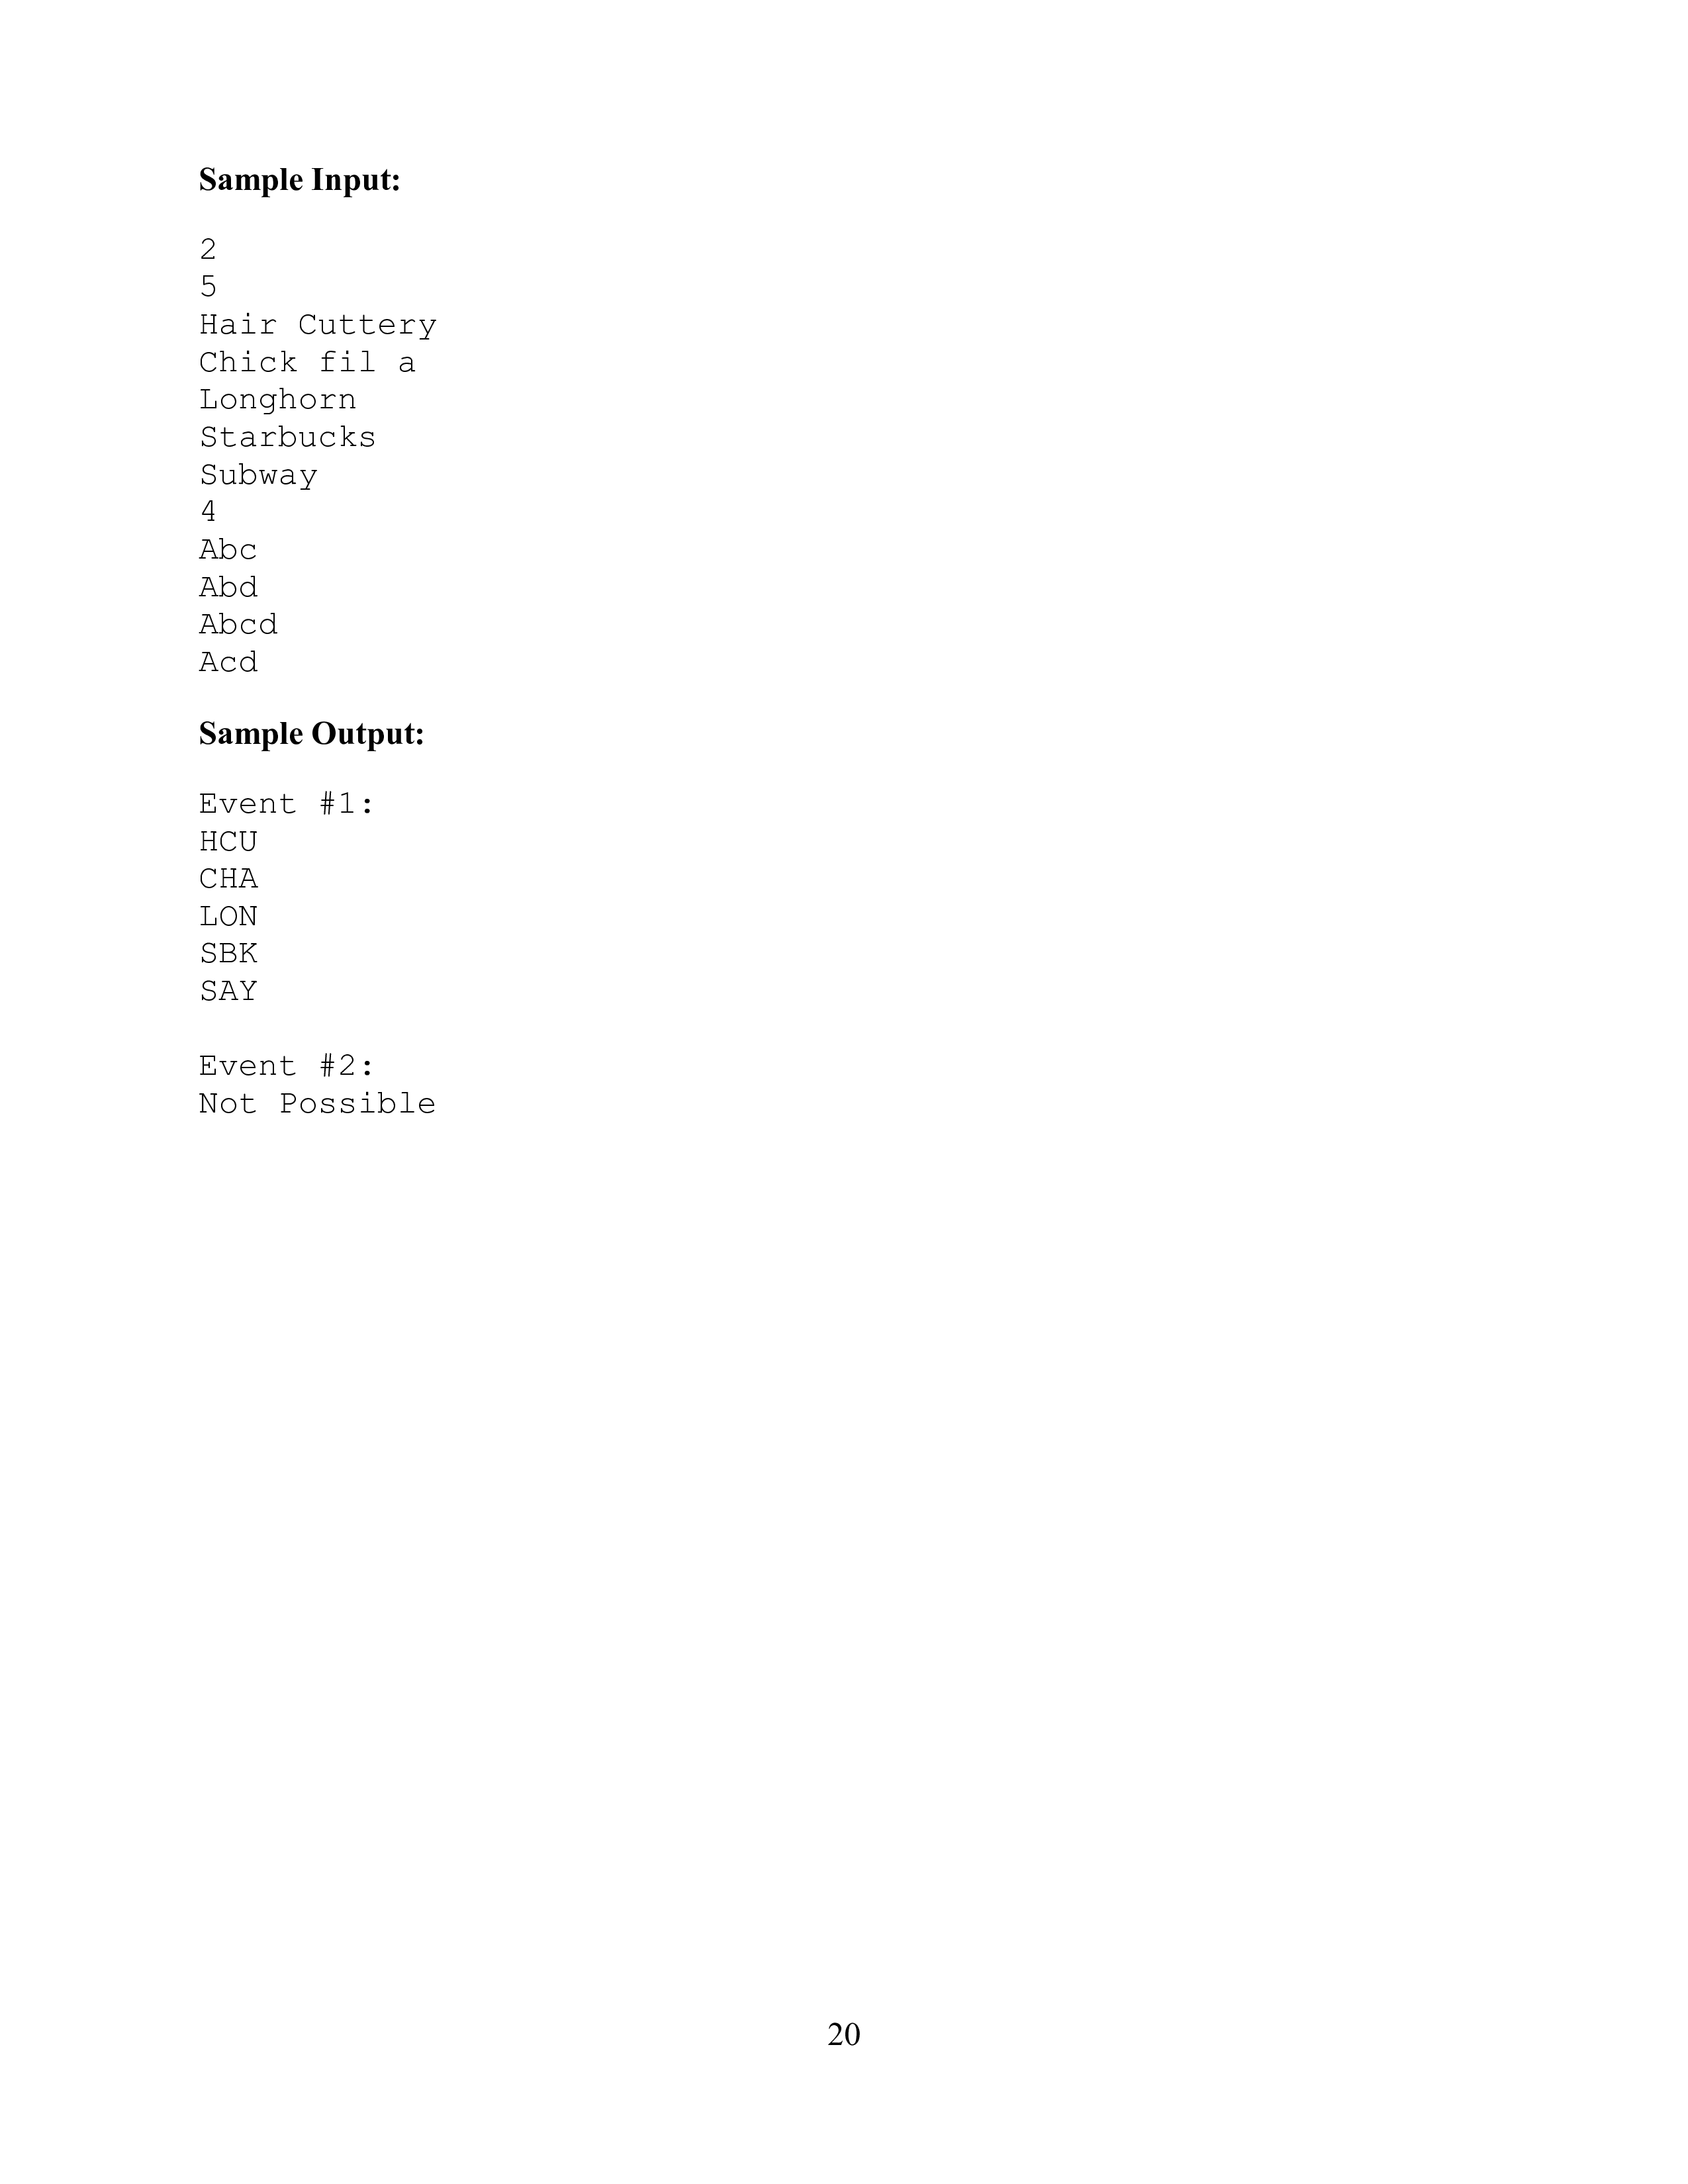 Sample Input:
2
5
Hair Cuttery
Chick fil a
Longhorn
Starbucks
Subway
4
Abc
Abd
Abcd
Acd
Sample Output:
Event #1:
HCU
CHA
LON
SBK
SAY
Event #2:
Not Possible
20